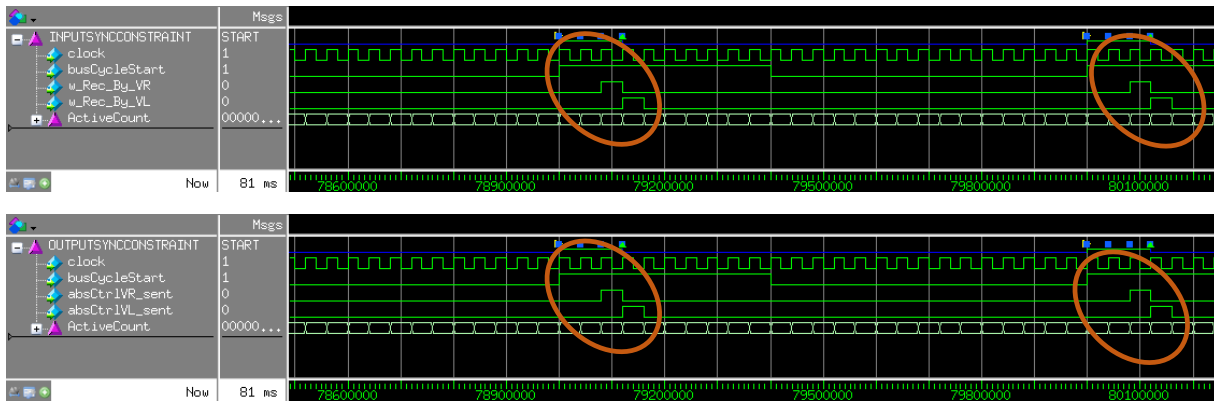 Msgs
INPUTSYNCCONSTRAINT START
clock 1
busCycleStart 1
w_Rec_By_VR 0
w_Rec_By_VL 0
ActiveCount 00000...
Now 81 ms
78600000 78900000 79200000 79500000 79800000 80100000
Msgs
OUTPUTSYNCCONSTRAINT START
clock 1
busCycleStart 1
absCtrlVR_sent 0
absCtrlVL_sent 0
ActiveCount 00000...
Now 81 ms
78600000 78900000 79200000 79500000 79800000 80100000